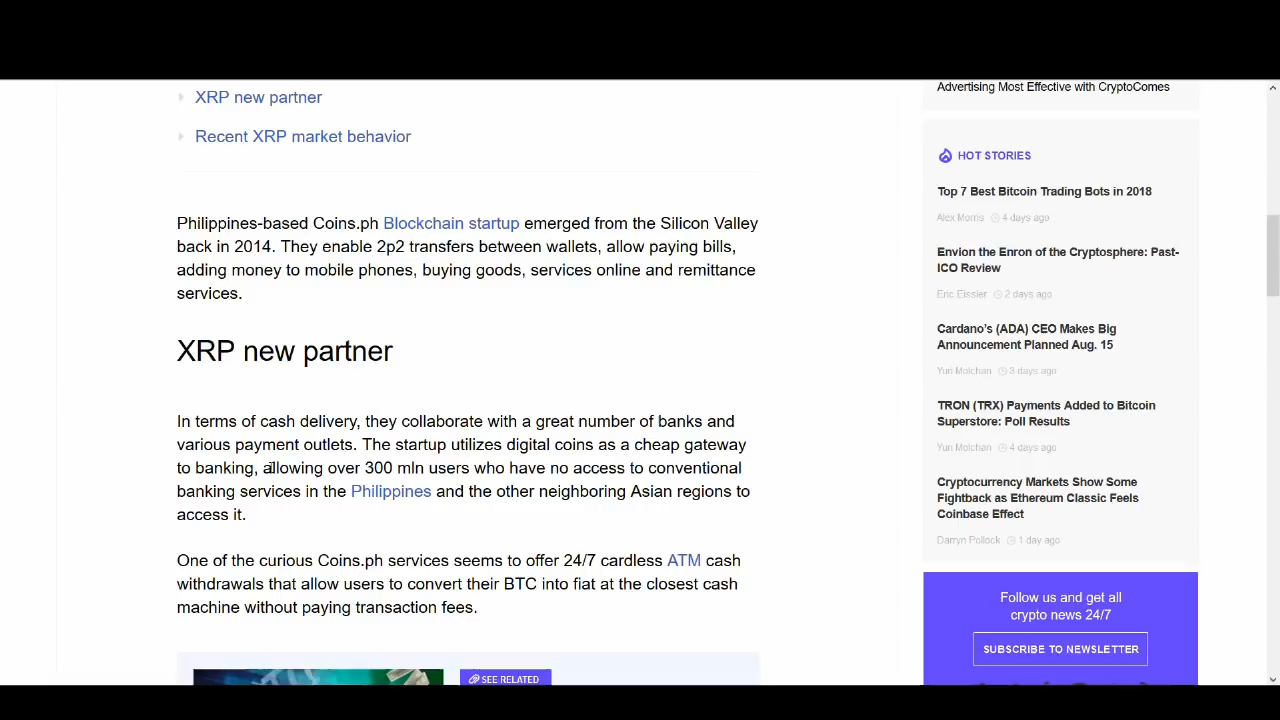 XRP new partner
Recent XRP market behavior
Philippines-based Coins.ph Blockchain startup emerged from the Silicon Valley
back in 2014. They enable 2p2 transfers between wallets, allow paying bills,
adding money to mobile phones, buying goods, services online and remittance
services.
XRP new partner
In terms of cash delivery, they collaborate with a great number of banks and
various payment outlets. The startup utilizes digital coins as a cheap gateway
to banking, allowing over 300 mln users who have no access to conventional
banking services in the Philippines and the other neighboring Asian regions to
access it.
One of the curious Coins.ph services seems to offer 24/7 cardless ATM cash
withdrawals that allow users to convert their BTC into fiat at the closest cash
machine without paying transaction fees.
SEE RELATED
Advertising Most Effective with CryptoComes
HOT STORIES
Top 7 Best Bitcoin Trading Bots in 2018
Alex Morris 4 days ago
Envion the Enron of the Cryptosphere: Past-
ICO Review
Eric Eissler 2 days ago
Cardano's (ADA) CEO Makes Big
Announcement Planned Aug. 15
Yuri Molchan 3 days ago
TRON (TRX) Payments Added to Bitcoin
Superstore: Poll Results
Yuri Molchan 4 days ago
Cryptocurrency Markets Show Some
Fightback as Ethereum Classic Feels
Coinbase Effect
Darryn Pollock 1 day ago
Follow us and get all
crypto news 24/7
SUBSCRIBE TO NEWSLETTER